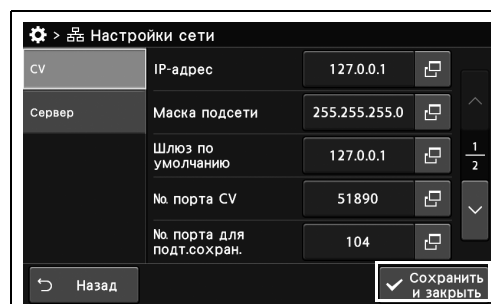 > Настройки сети
CV
Сервер
IP-адрес
127.0.0.1
Маска подсети
255.255.255.0
Шлюз по
умолчанию
127.0.0.1
№ порта CV
51890
№ порта для
подт.сохран.
104
1
2
Назад
Сохранить
и закрыть